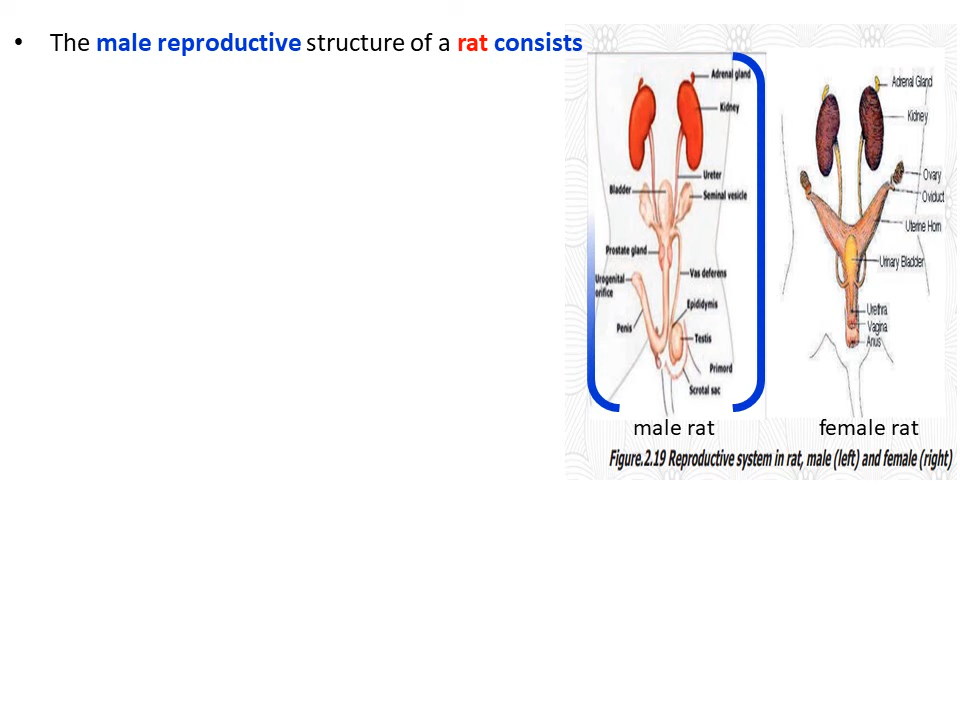 • The male reproductive structure of a rat consists
Adrenal gland
Kidney
Ureter
Bladder
Seminal vesicle
Prostate gland
Vas deferens
Urogenital
orifice
Epididymis
Penis
Testis
Primord
Scrotal sac
male rat
Adrenal Gland
Kidney
Ovary
Oviduct
Uterine Horn
Urinary Bladder
Urethra
Vagina
Anus
female rat
Figure.2.19 Reproductive system in rat, male (left) and female (right)